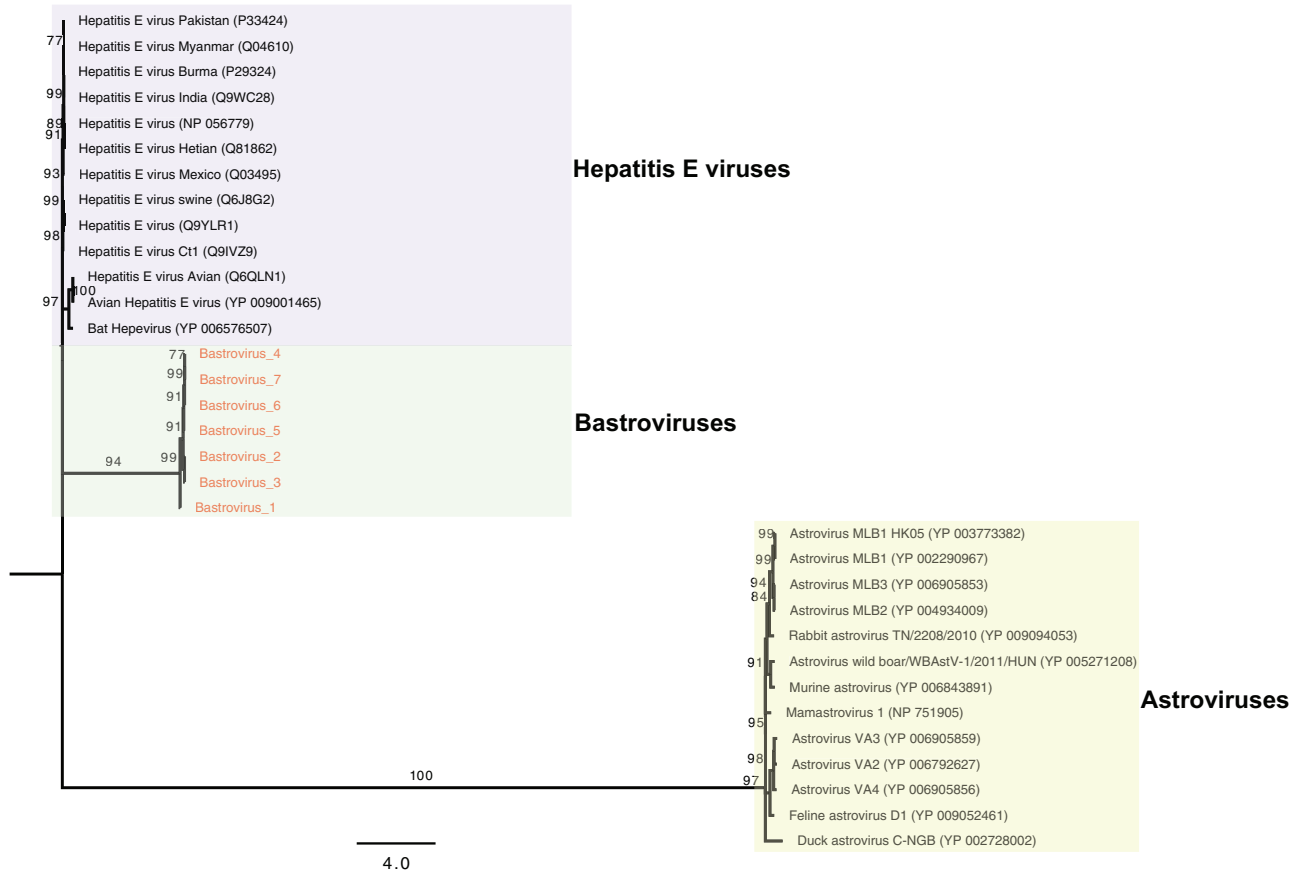 Hepatitis E virus Pakistan (P33424)
77
Hepatitis E virus Myanmar (Q04610)
Hepatitis E virus Burma (P29324)
99
Hepatitis E virus India (Q9WC28)
89
Hepatitis E virus (NP 056779)
91
Hepatitis E virus Hetian (Q81862)
Hepatitis E viruses
93
Hepatitis E virus Mexico (Q03495)
99
Hepatitis E virus swine (Q6J8G2)
Hepatitis E virus (Q9YLR1)
98
Hepatitis E virus Ct1 (Q9IVZ9)
Hepatitis E virus Avian (Q6QLN1)
100
97
Avian Hepatitis E virus (YP 009001465)
Bat Hepevirus (YP 006576507)
77
Bastrovirus_4
99
Bastrovirus_7
91
Bastrovirus_6
Bastroviruses
91
Bastrovirus_5
94
99
Bastrovirus_2
Bastrovirus_3
Bastrovirus_1
99
Astrovirus MLB1 HK05 (YP 003773382)
99
Astrovirus MLB1 (YP 002290967)
94
Astrovirus MLB3 (YP 006905853)
84
Astrovirus MLB2 (YP 004934009)
Rabbit astrovirus TN/2208/2010 (YP 009094053)
91
Astrovirus wild boar/WBAstV-1/2011/HUN (YP 005271208)
Murine astrovirus (YP 006843891)
Astroviruses
Mamastrovirus 1 (NP 751905)
95
Astrovirus VA3 (YP 006905859)
98
Astrovirus VA2 (YP 006792627)
100
97
Astrovirus VA4 (YP 006905856)
Feline astrovirus D1 (YP 009052461)
Duck astrovirus C-NGB (YP 002728002)
4.0